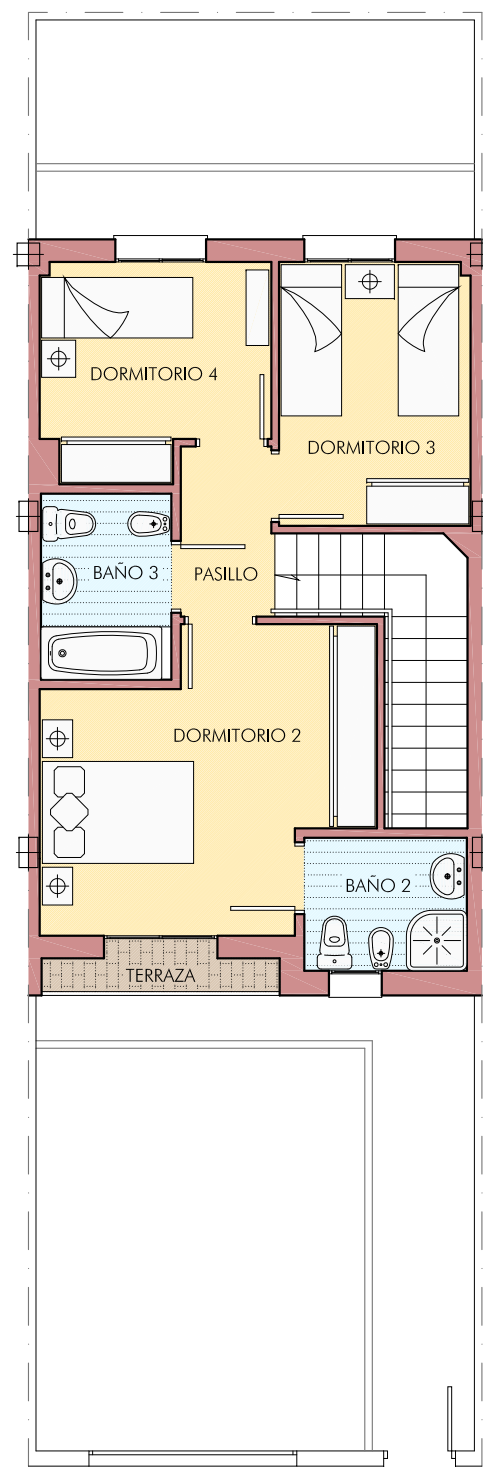 DORMITORIO 4
DORMITORIO 3
BAÑO 3
PASILLO
DORMITORIO 2
BAÑO 2
TERRAZA